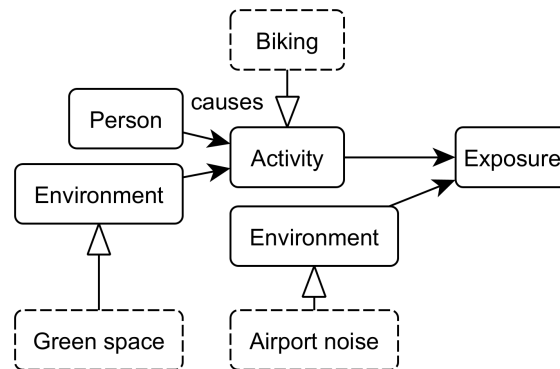 Biking
causes
Person
Activity
Exposure
Environment
Environment
Green space
Airport noise